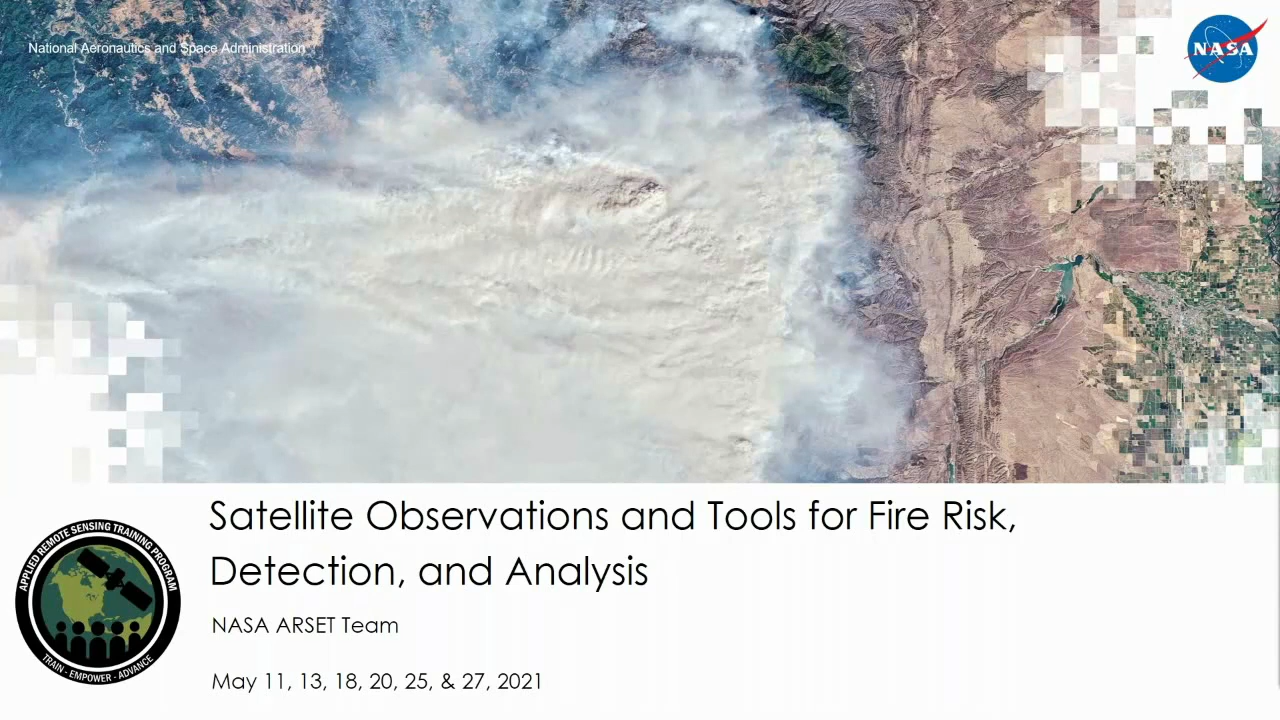 National Aeronautics and Space Administration
NASA
Satellite Observations and Tools for Fire Risk,
Detection, and Analysis
APPLIED REMOTE SENSING TRAINING PROGRAM
TRAIN - EMPOWER - ADVANCE
NASA ARSET Team
May 11, 13, 18, 20, 25, & 27, 2021